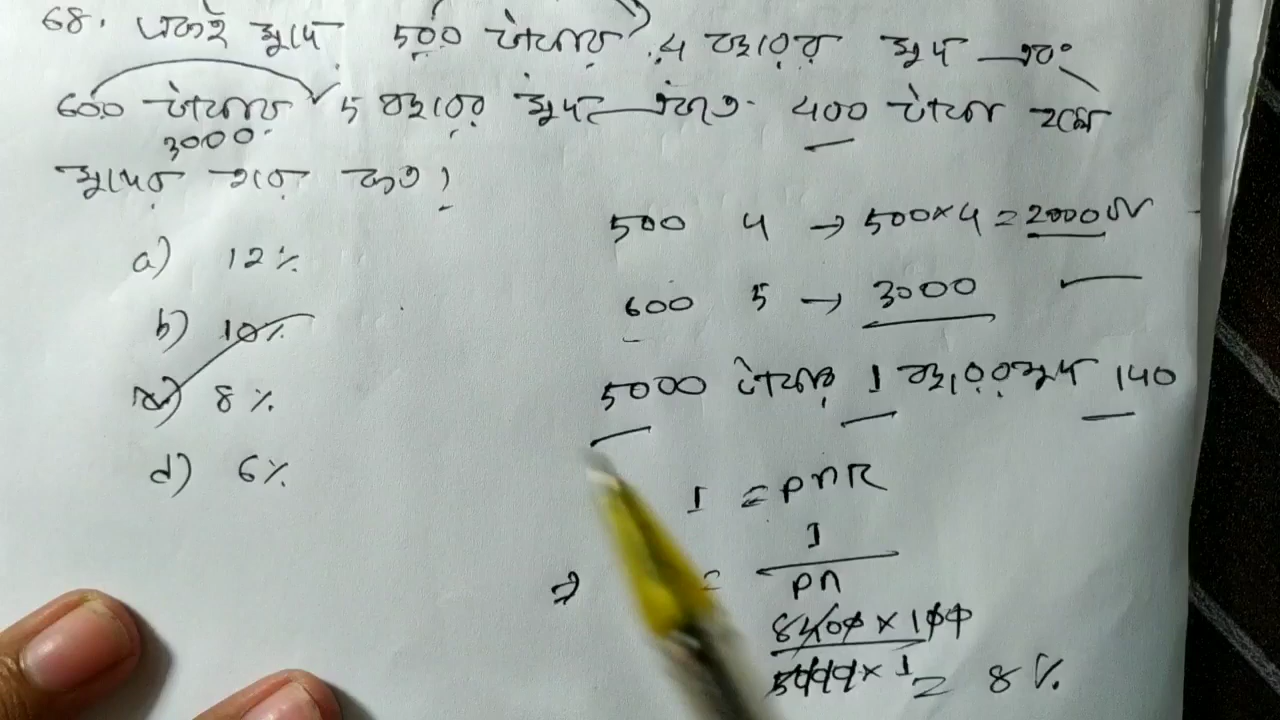 68. একই সুদে 500 টাকার 4 বছরের সুদ এবং
600 টাকার 5 বছরের সুদ একত্রে 400 টাকা হলে
3000
সুদের হার কত?
a) 12%
b) 10%
8%
d) 6%
500 4 → 500×4 = 2000
600 5 → 3000
5000 টাকার 1 বছরের সুদ
I = pnR
I
pn
= 8%